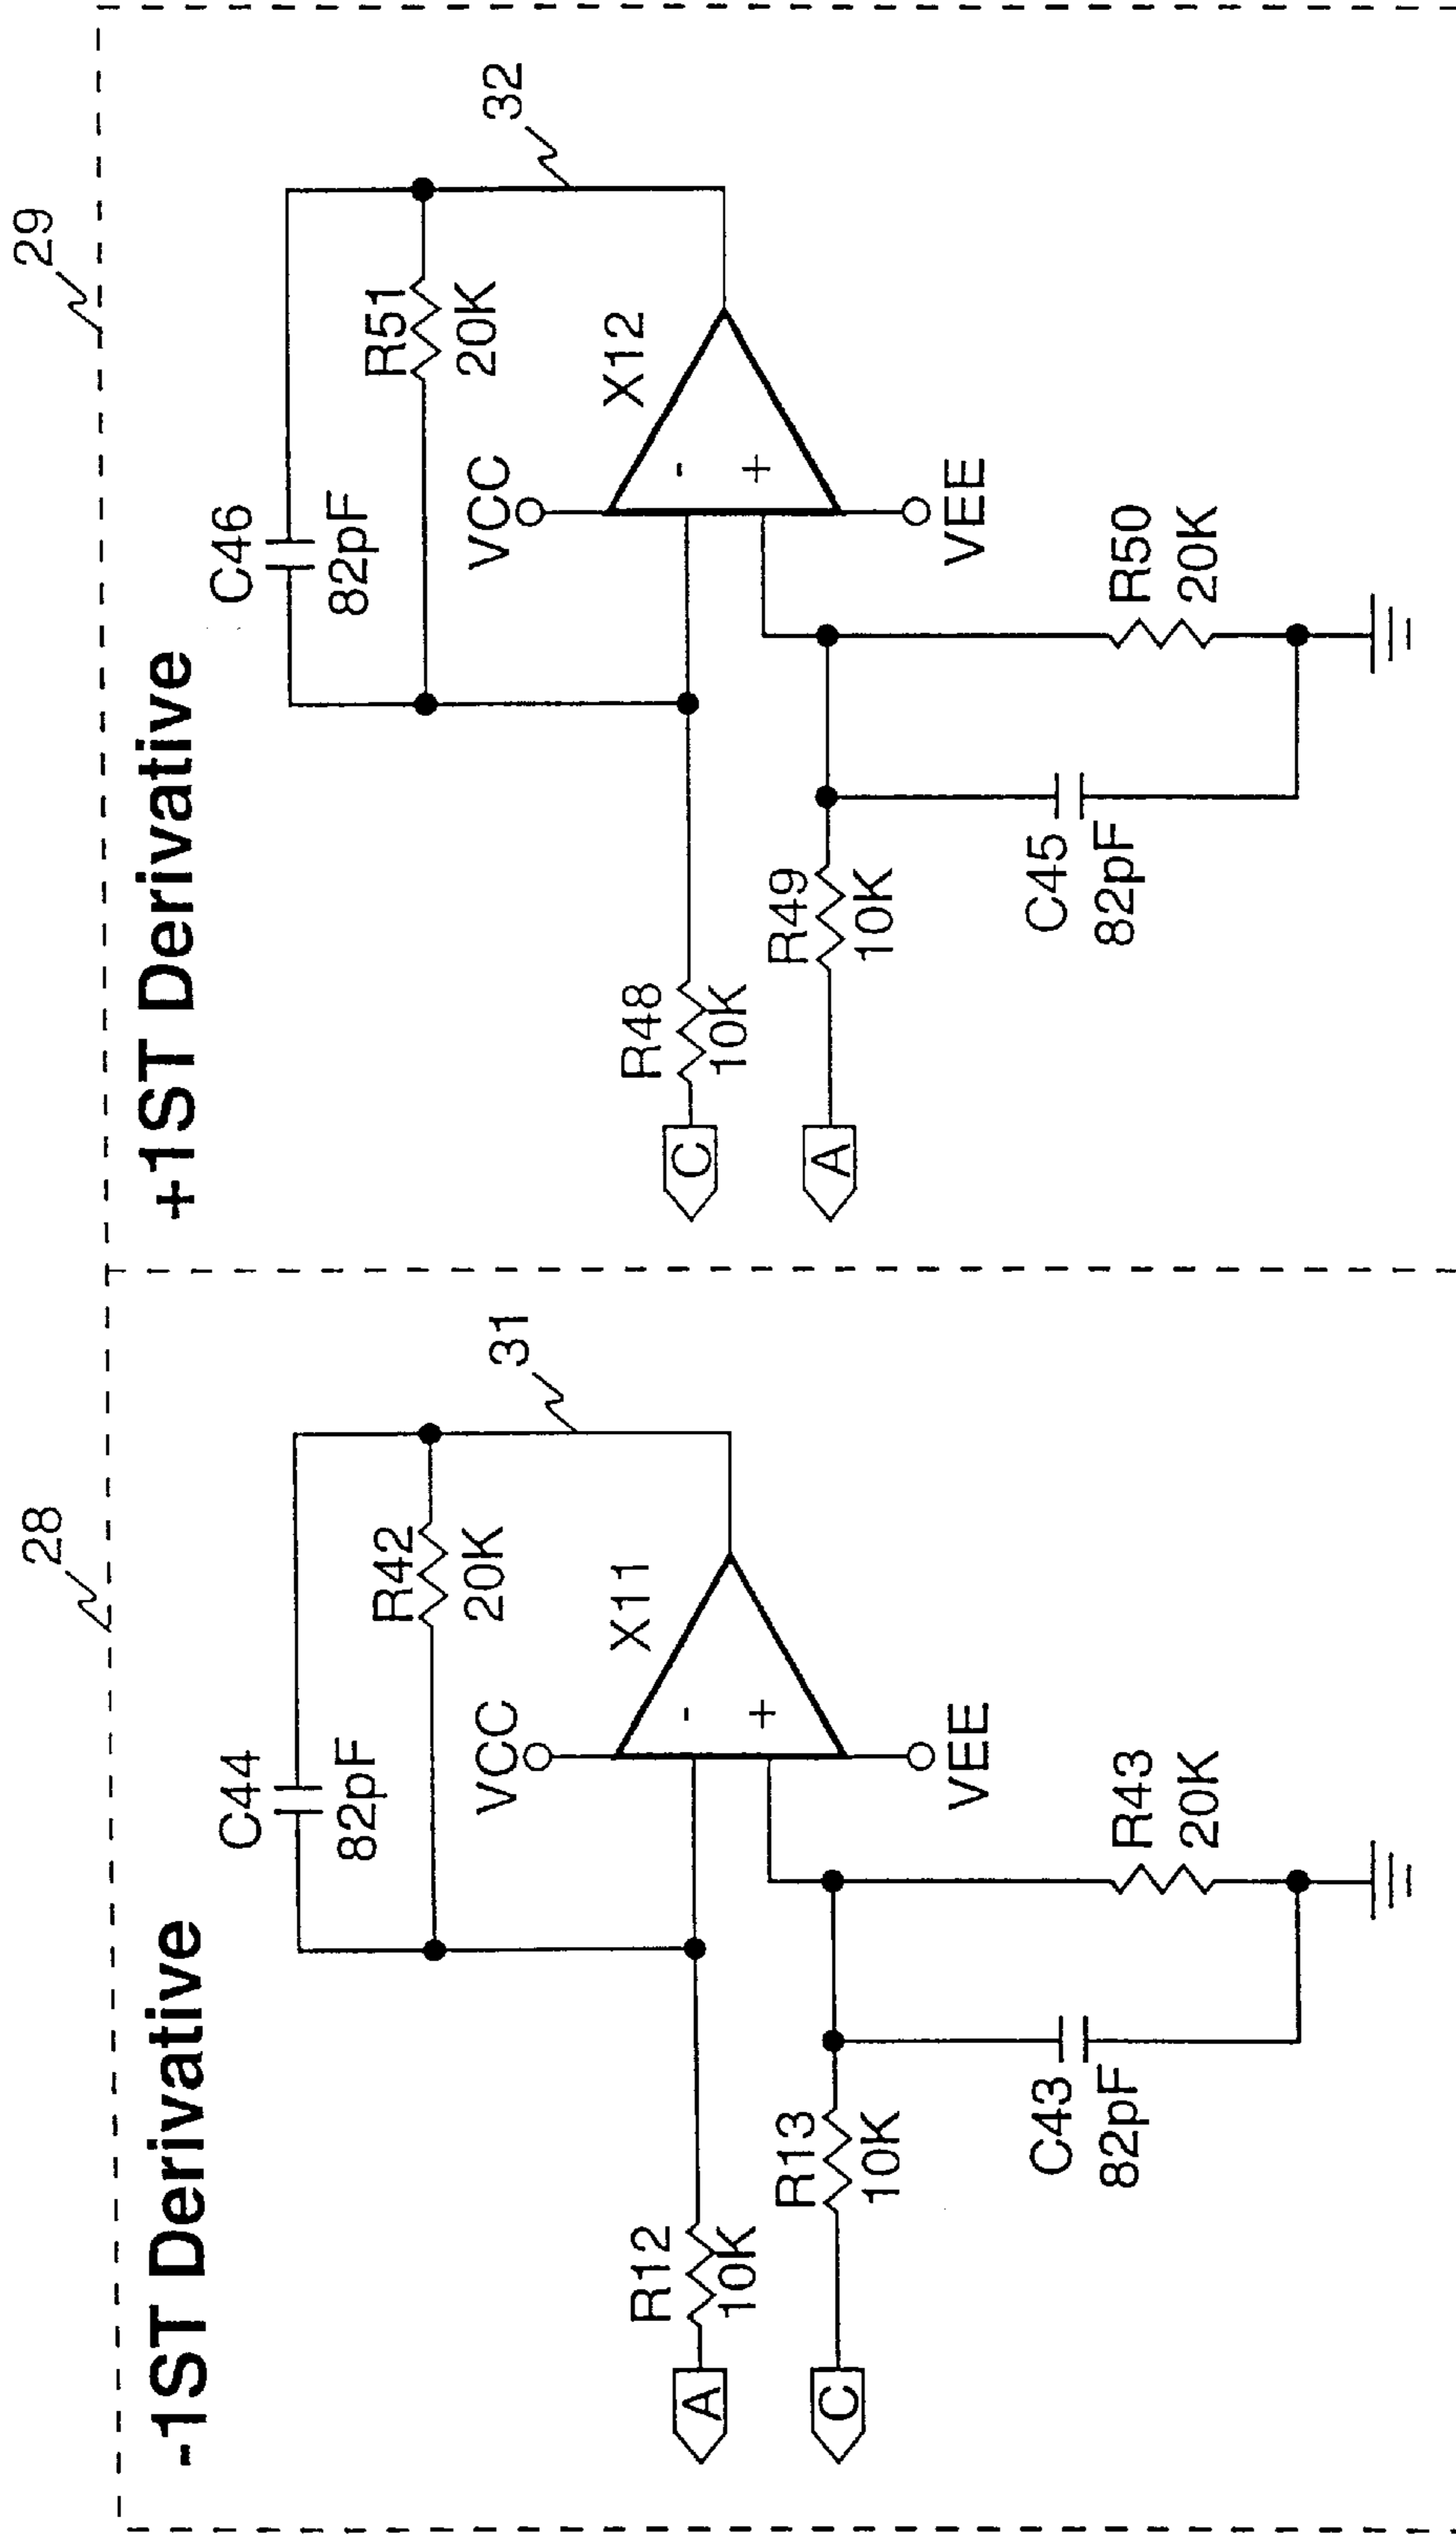 28
-1ST Derivative
C44
82pF
R42
20K
31
VCC
X11
-
+
VEE
A
R12
10K
C
R13
10K
C43
82pF
R43
20K
29
+1ST Derivative
C46
82pF
R51
20K
32
VCC
X12
-
+
VEE
C
R48
10K
A
R49
10K
C45
82pF
R50
20K